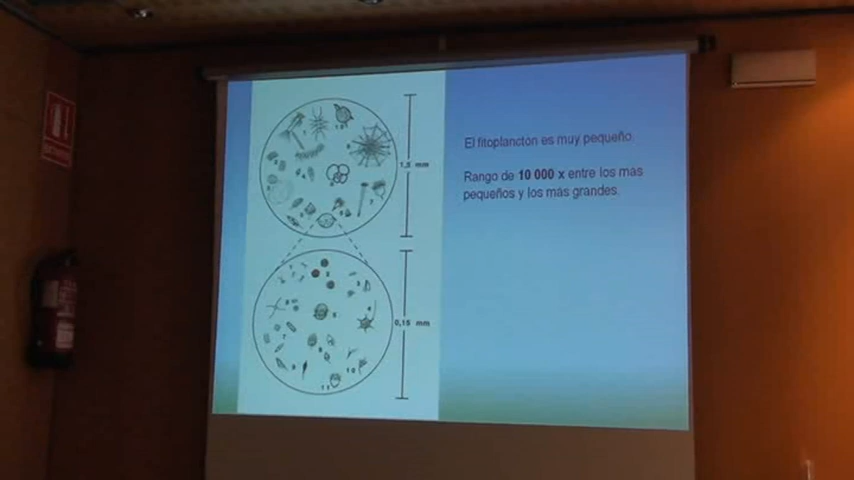 El fitoplancton es muy pequeño.
Rango de 10 000 x entre los más
pequeños y los más grandes.
1,5 mm
0,15 mm